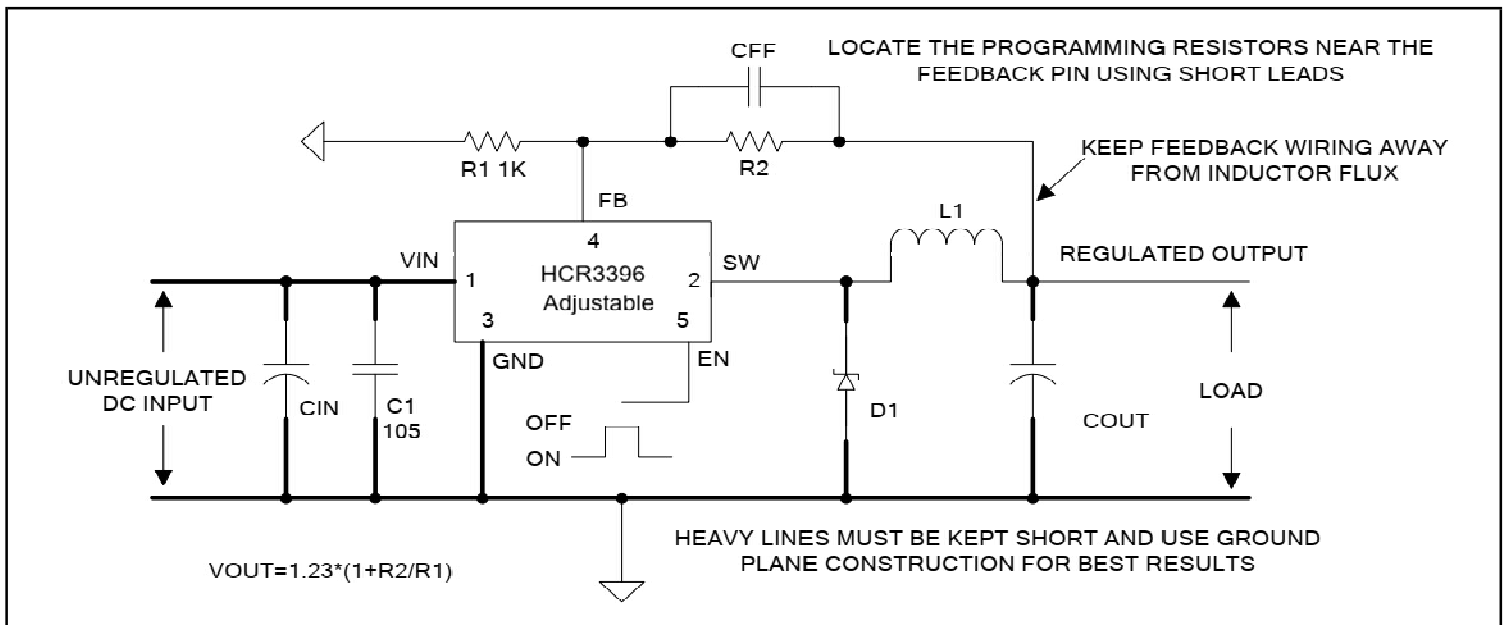 CFF
LOCATE THE PROGRAMMING RESISTORS NEAR THE
FEEDBACK PIN USING SHORT LEADS
R1 1K
R2
KEEP FEEDBACK WIRING AWAY
FROM INDUCTOR FLUX
FB
L1
VIN
4
SW
REGULATED OUTPUT
1
HCR3396
2
Adjustable
3
5
GND
EN
UNREGULATED
DC INPUT
CIN
C1
105
OFF
ON
D1
COUT
LOAD
HEAVY LINES MUST BE KEPT SHORT AND USE GROUND
PLANE CONSTRUCTION FOR BEST RESULTS
VOUT=1.23*(1+R2/R1)